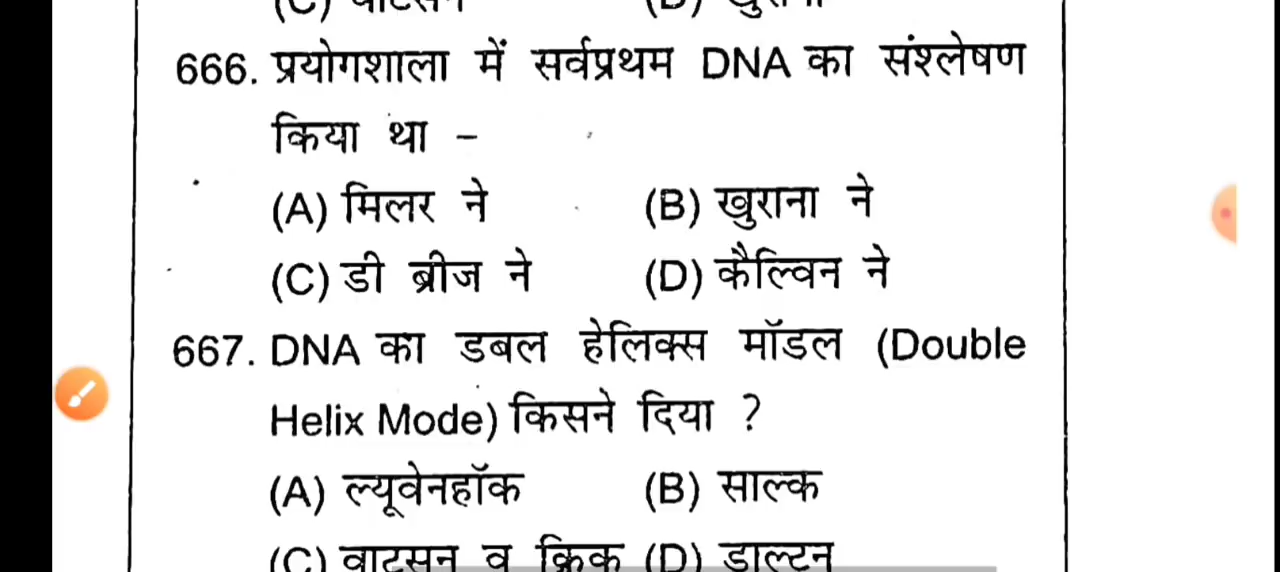 (C) वाटसन (D) खुराना
666. प्रयोगशाला में सर्वप्रथम DNA का संश्लेषण
किया था –
(A) मिलर ने (B) खुराना ने
(C) डी ब्रीज ने (D) कैल्विन ने
667. DNA का डबल हेलिक्स मॉडल (Double
Helix Mode) किसने दिया ?
(A) ल्यूवेनहॉक (B) साल्क
(C) वाटसन व क्रिक (D) डाल्टन